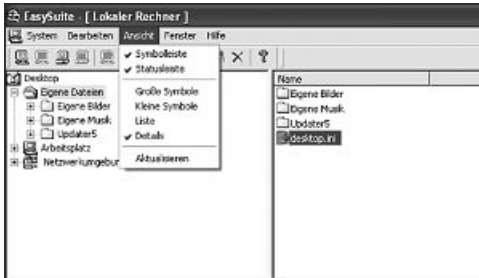 EasySuite - [ Lokaler Rechner ]
System Bearbeiten Ansicht Fenster Hilfe
Symbolleiste
Statusleiste
Große Symbole
Kleine Symbole
Liste
Details
Aktualisieren
Desktop
Eigene Dateien
Eigene Bilder
Eigene Musik
Updater5
Arbeitsplatz
Netzwerkumgebur
Name
Eigene Bilder
Eigene Musik
Updater5
desktop.ini